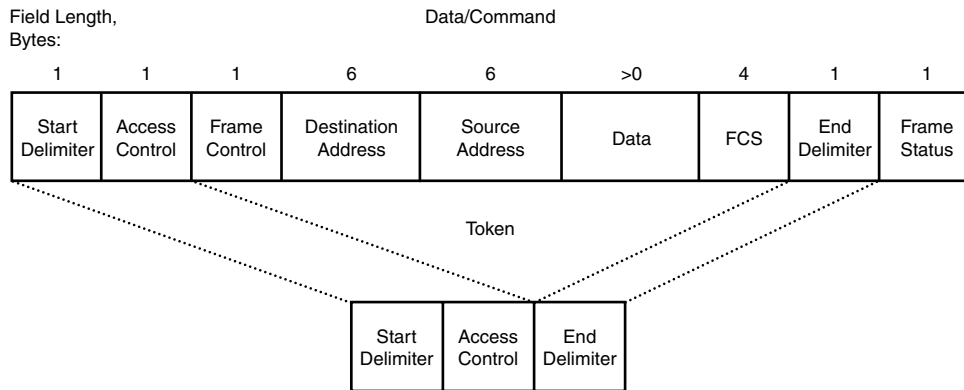 Field Length,
Bytes:
Data/Command
1 1 1 6 6 >0 4 1 1
Start
Delimiter
Access
Control
Frame
Control
Destination
Address
Source
Address
Data
FCS
End
Delimiter
Frame
Status
Token
Start
Delimiter
Access
Control
End
Delimiter